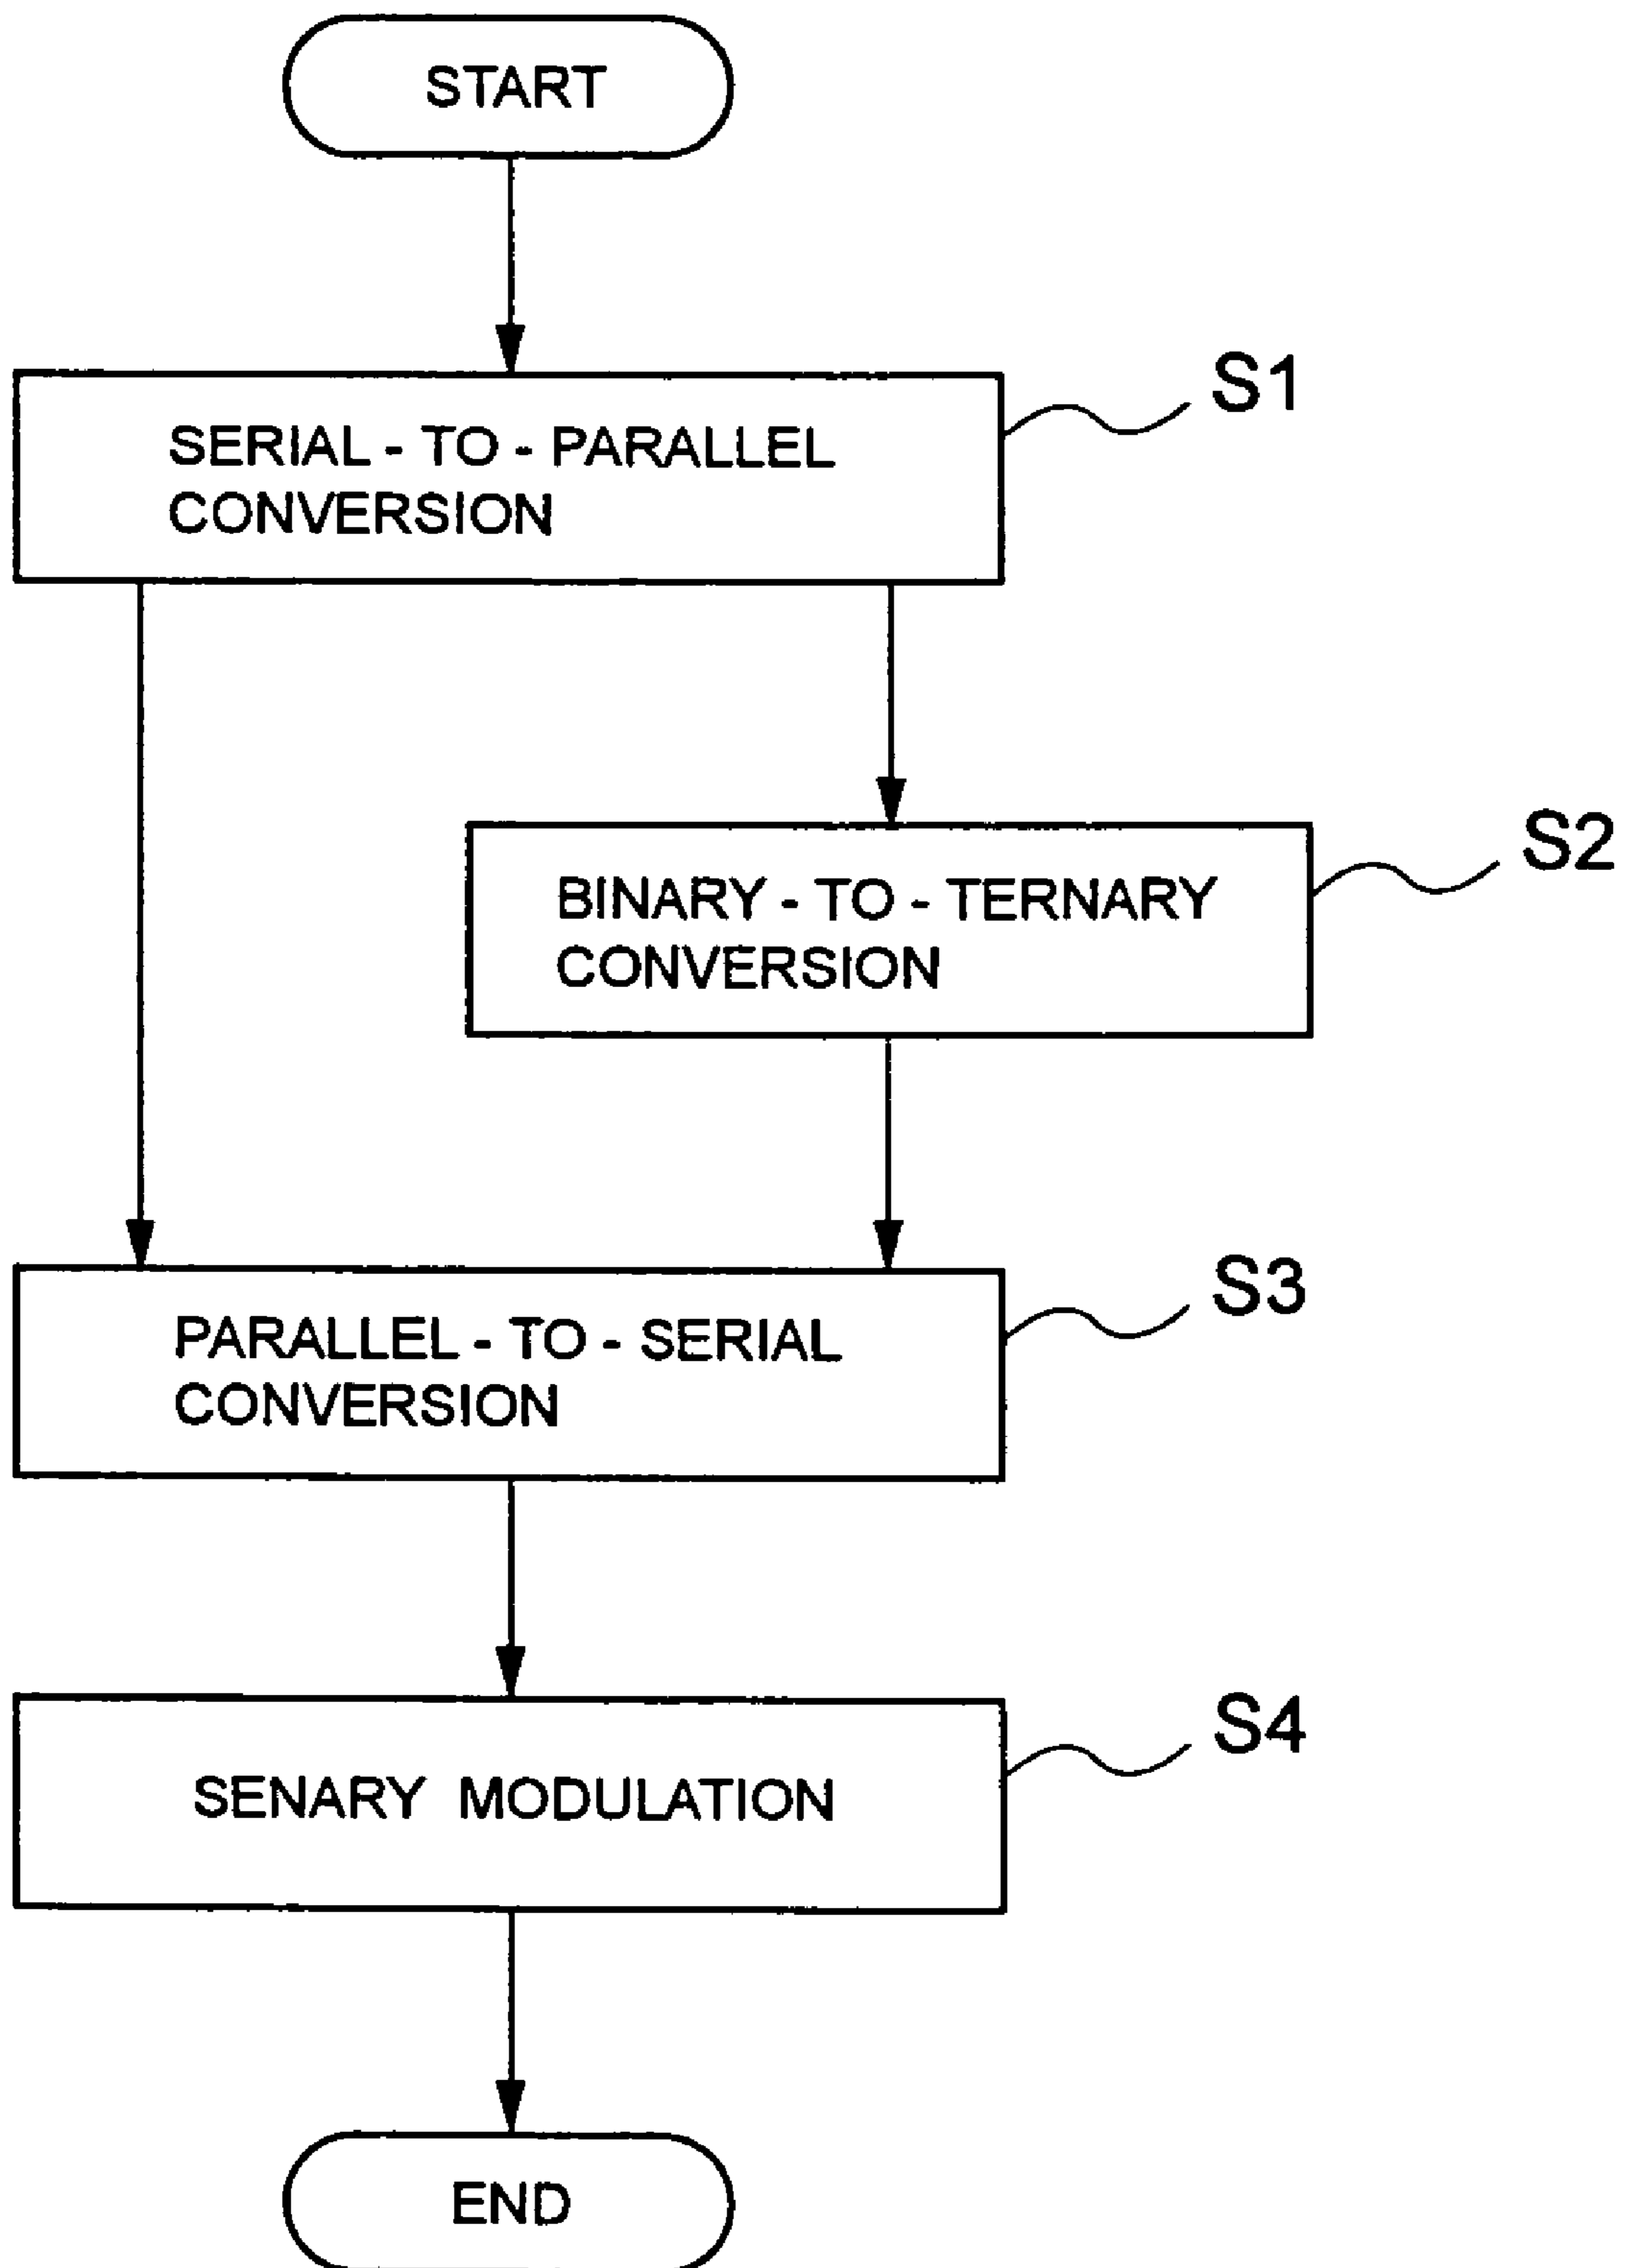 START
S1
SERIAL - TO - PARALLEL
CONVERSION
S2
BINARY - TO - TERNARY
CONVERSION
S3
PARALLEL - TO - SERIAL
CONVERSION
S4
SENARY MODULATION
END